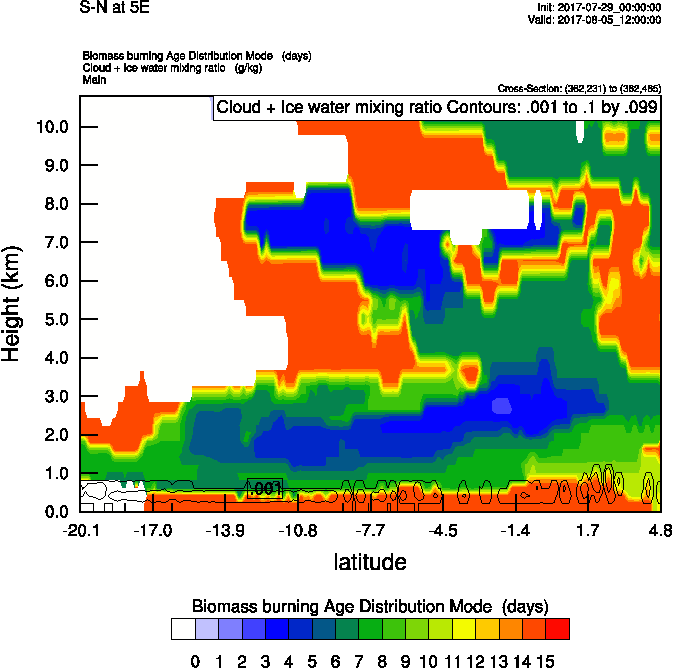 S-N at 5E
Init: 2017-07-29_00:00:00
Valid: 2017-08-05_12:00:00
Biomass burning Age Distribution Mode (days)
Cloud + Ice water mixing ratio (g/kg)
Main
Cross-Section: (362,231) to (362,485)
Cloud + Ice water mixing ratio Contours: .001 to .1 by .099
10.0
9.0
8.0
7.0
6.0
5.0
4.0
3.0
2.0
1.0
0.0
Height (km)
.001
-20.1 -17.0 -13.9 -10.8 -7.7 -4.5 -1.4 1.7 4.8
latitude
Biomass burning Age Distribution Mode (days)
0 1 2 3 4 5 6 7 8 9 10 11 12 13 14 15